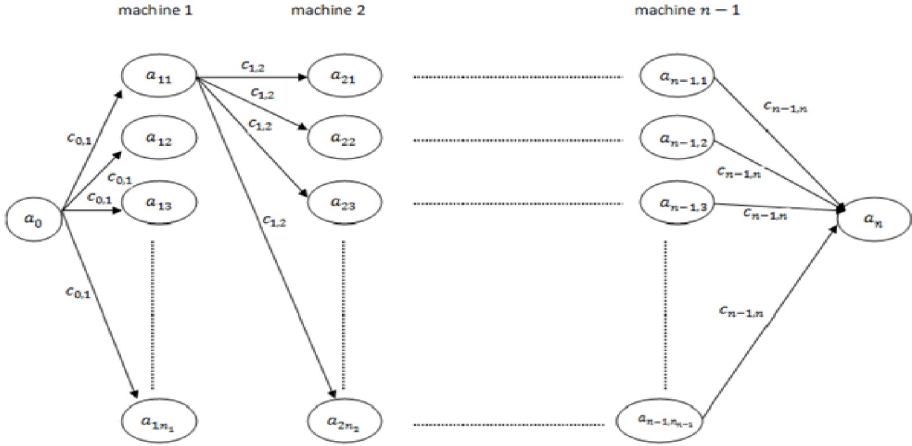 machine 1 machine 2 machine n − 1
a₁₁ c₁,₂ a₂₁ aₙ₋₁,₁
c₁,₂ cₙ₋₁,ₙ
c₀,₁ c₁,₂
a₁₂ a₂₂ aₙ₋₁,₂
c₀,₁ cₙ₋₁,ₙ
c₀,₁ a₁₃ a₂₃ aₙ₋₁,₃
a₀ c₁,₂ cₙ₋₁,ₙ aₙ
c₀,₁
cₙ₋₁,ₙ
a₁ₙ₁ a₂ₙ₂ aₙ₋₁,ₙₙ₋₁